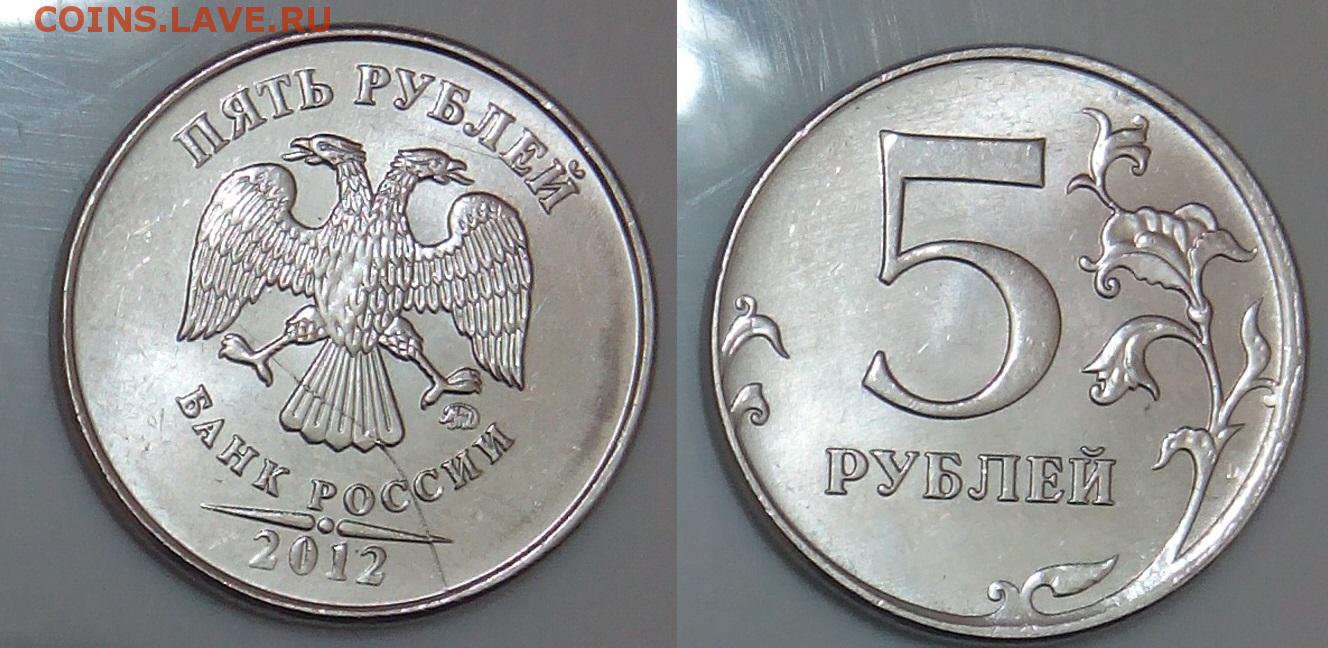 COINS.LAVE.RU
ПЯТЬ РУБЛЕЙ
БАНК РОССИИ
2012
5
РУБЛЕЙ